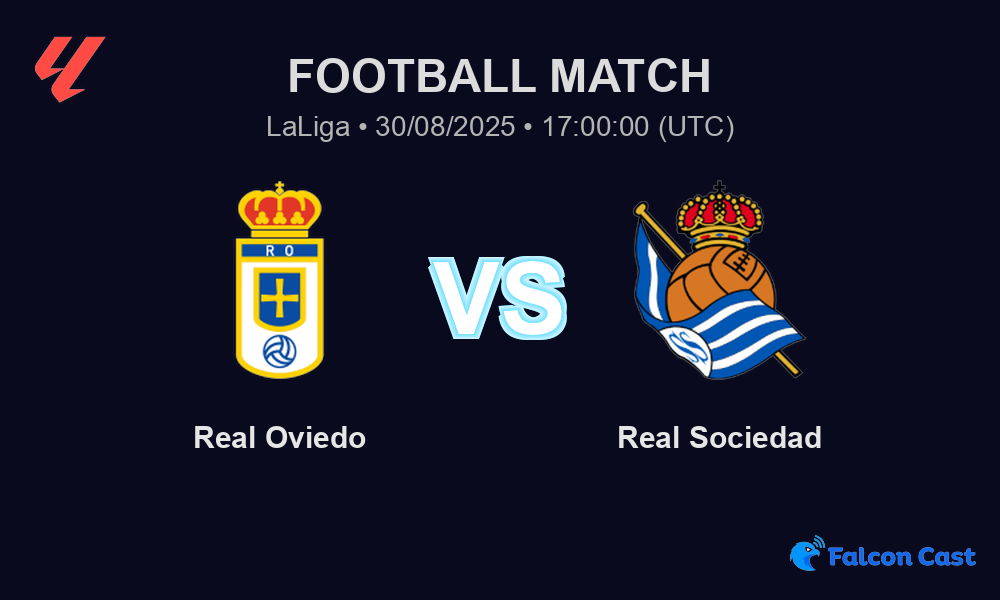 FOOTBALL MATCH
LaLiga • 30/08/2025 • 17:00:00 (UTC)
R O
VS
Real Oviedo
Real Sociedad
Falcon Cast